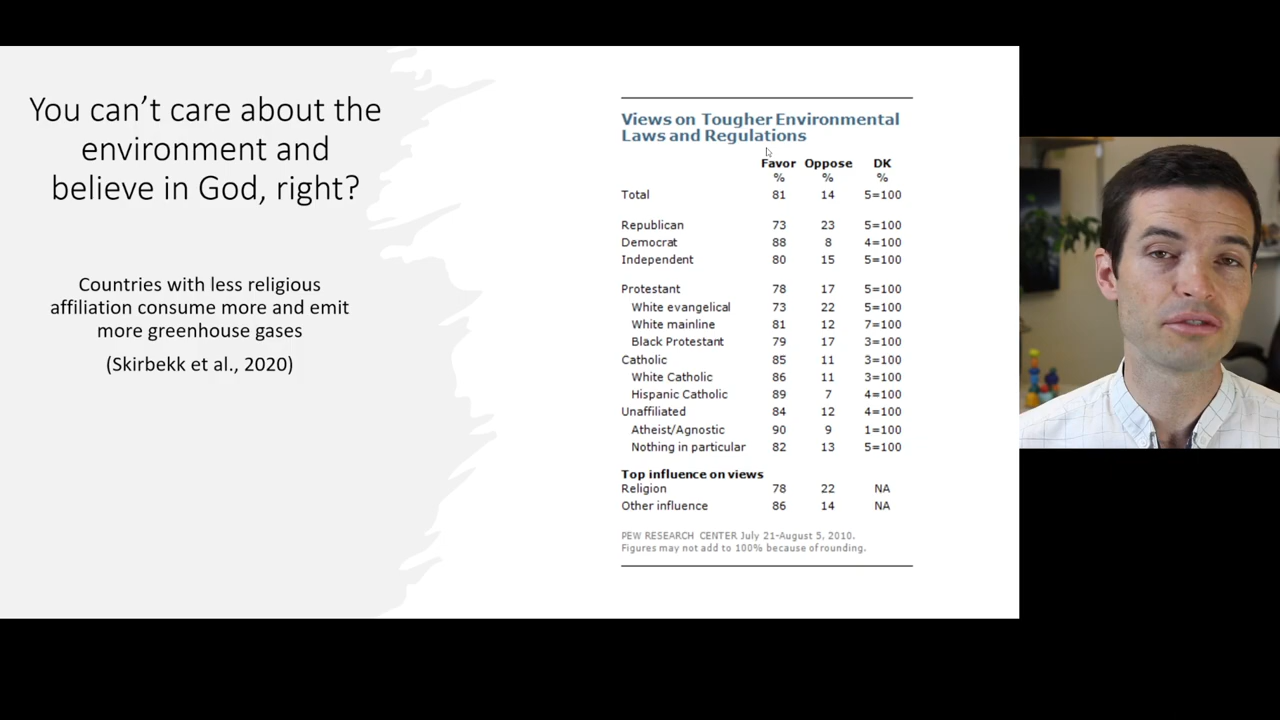 You can't care about the
environment and
believe in God, right?
Countries with less religious
affiliation consume more and emit
more greenhouse gases
(Skirbekk et al., 2020)
Views on Tougher Environmental
Laws and Regulations
Favor Oppose DK
% % %
Total 81 14 5=100
Republican 73 23 5=100
Democrat 88 8 4=100
Independent 80 15 5=100
Protestant 78 17 5=100
White evangelical 73 22 5=100
White mainline 81 12 7=100
Black Protestant 79 17 3=100
Catholic 85 11 3=100
White Catholic 86 11 3=100
Hispanic Catholic 89 7 4=100
Unaffiliated 84 12 4=100
Atheist/Agnostic 90 9 1=100
Nothing in particular 82 13 5=100
Top influence on views
Religion 78 22 NA
Other influence 86 14 NA
PEW RESEARCH CENTER July 21-August 5, 2010.
Figures may not add to 100% because of rounding.